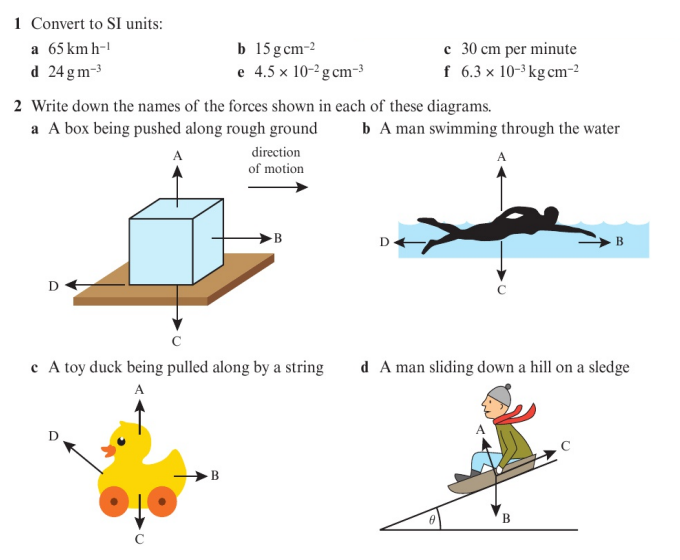 1 Convert to SI units:
a 65 km h⁻¹ b 15 g cm⁻² c 30 cm per minute
d 24 g m⁻³ e 4.5 × 10⁻² g cm⁻³ f 6.3 × 10⁻³ kg cm⁻²
2 Write down the names of the forces shown in each of these diagrams.
a A box being pushed along rough ground b A man swimming through the water
A
direction
of motion
B
D
C
A
D
B
C
c A toy duck being pulled along by a string d A man sliding down a hill on a sledge
A
D
B
C
A
C
B
θ